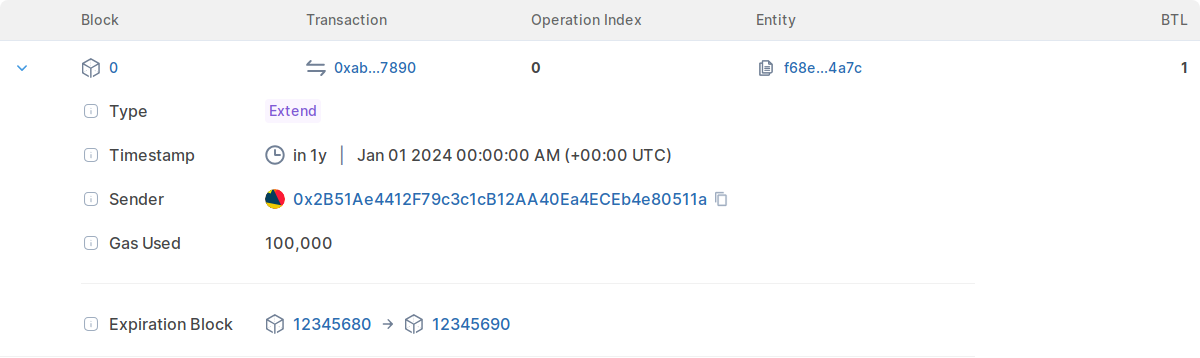 Block Transaction Operation Index Entity BTL
0 0xab...7890 0 f68e...4a7c 1
Type Extend
Timestamp in 1y | Jan 01 2024 00:00:00 AM (+00:00 UTC)
Sender 0x2B51Ae4412F79c3c1cB12AA40Ea4ECEb4e80511a
Gas Used 100,000
Expiration Block 12345680 → 12345690